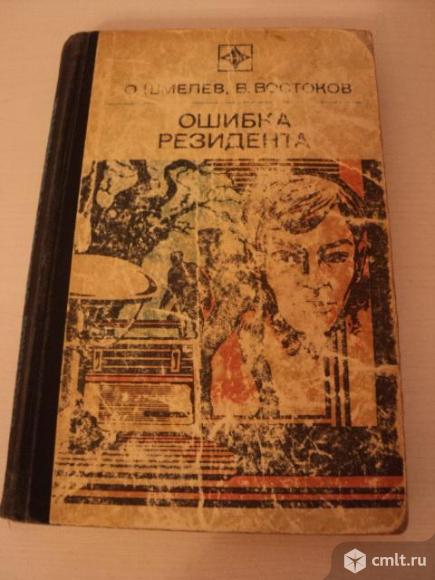 О. ШМЕЛЕВ, В. ВОСТОКОВ
ОШИБКА
РЕЗИДЕНТА
cmlt.ru